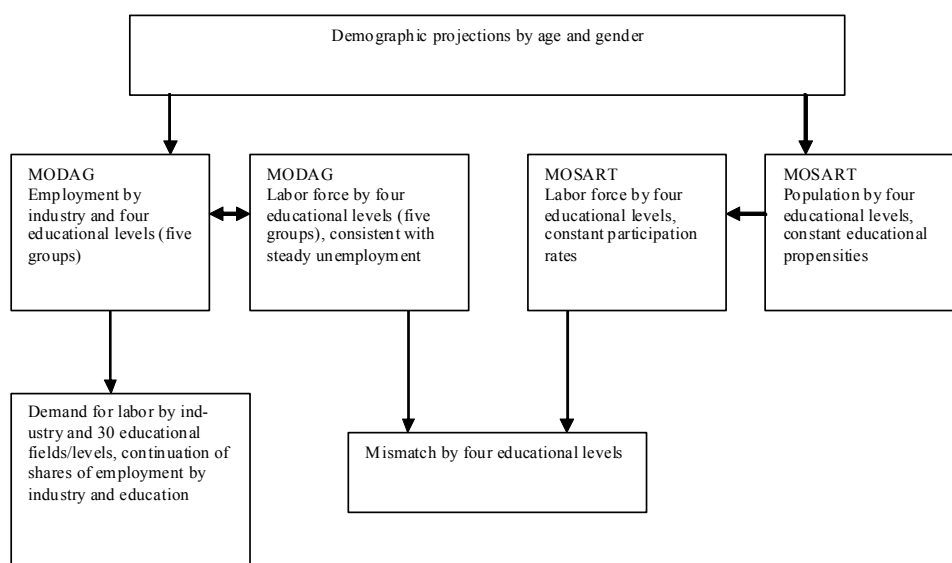 Demographic projections by age and gender
MODAG
Employment by
industry and four
educational levels (five
groups)
MODAG
Labor force by four
educational levels (five
groups), consistent with
steady unemployment
MOSART
Labor force by four
educational levels,
constant participation
rates
MOSART
Population by four
educational levels,
constant educational
propensities
Demand for labor by ind-
ustry and 30 educational
fields/levels, continuation of
shares of employment by
industry and education
Mismatch by four educational levels